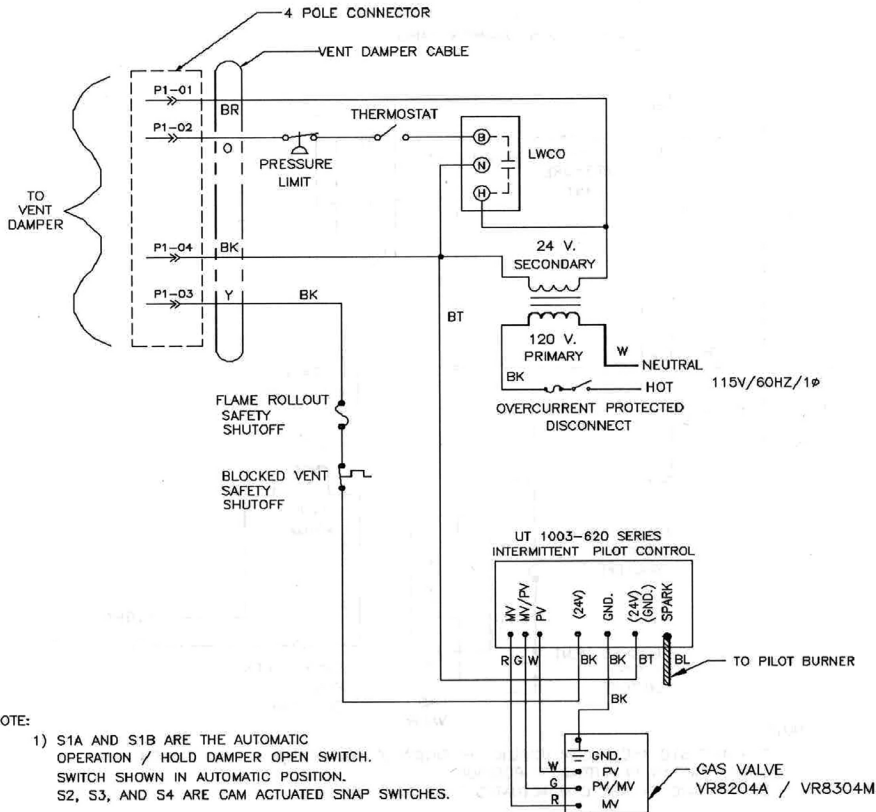 4 POLE CONNECTOR
VENT DAMPER CABLE
P1-01
BR
THERMOSTAT
P1-02
O
PRESSURE
LIMIT
B
N
H
LWCO
TO
VENT
DAMPER
P1-04
BK
24 V.
SECONDARY
P1-03
Y
BK
BT
120 V.
PRIMARY
W
NEUTRAL
BK
HOT
115V/60HZ/1ø
OVERCURRENT PROTECTED
DISCONNECT
FLAME ROLLOUT
SAFETY
SHUTOFF
BLOCKED VENT
SAFETY
SHUTOFF
UT 1003-620 SERIES
INTERMITTENT PILOT CONTROL
MV
MV/PV
PV
(24V)
GND.
(24V)
(GND.)
SPARK
R G W BK BK BT BL
TO PILOT BURNER
BK
OTE:
1) S1A AND S1B ARE THE AUTOMATIC
OPERATION / HOLD DAMPER OPEN SWITCH.
SWITCH SHOWN IN AUTOMATIC POSITION.
S2, S3, AND S4 ARE CAM ACTUATED SNAP SWITCHES.
GND.
W PV
G PV/MV
R MV
GAS VALVE
VR8204A / VR8304M